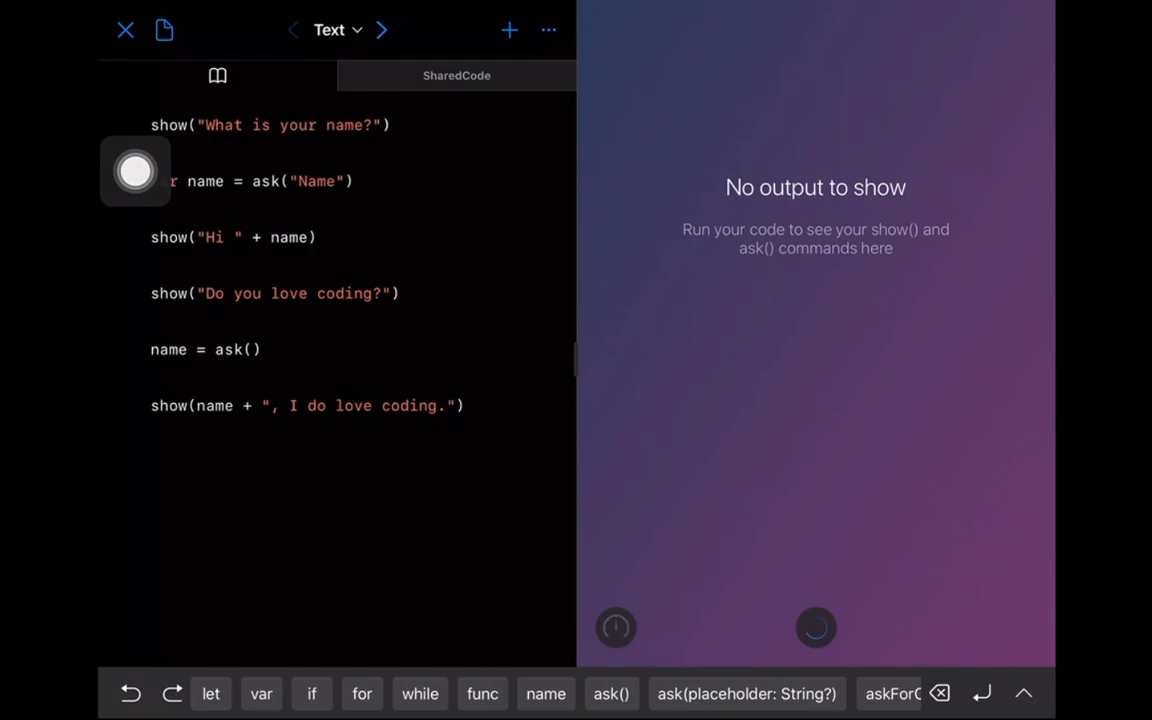 Text
SharedCode
show("What is your name?")
name = ask("Name")
show("Hi " + name)
show("Do you love coding?")
name = ask()
show(name + ", I do love coding.")
No output to show
Run your code to see your show() and
ask() commands here
let var if for while func name ask() ask(placeholder: String?)